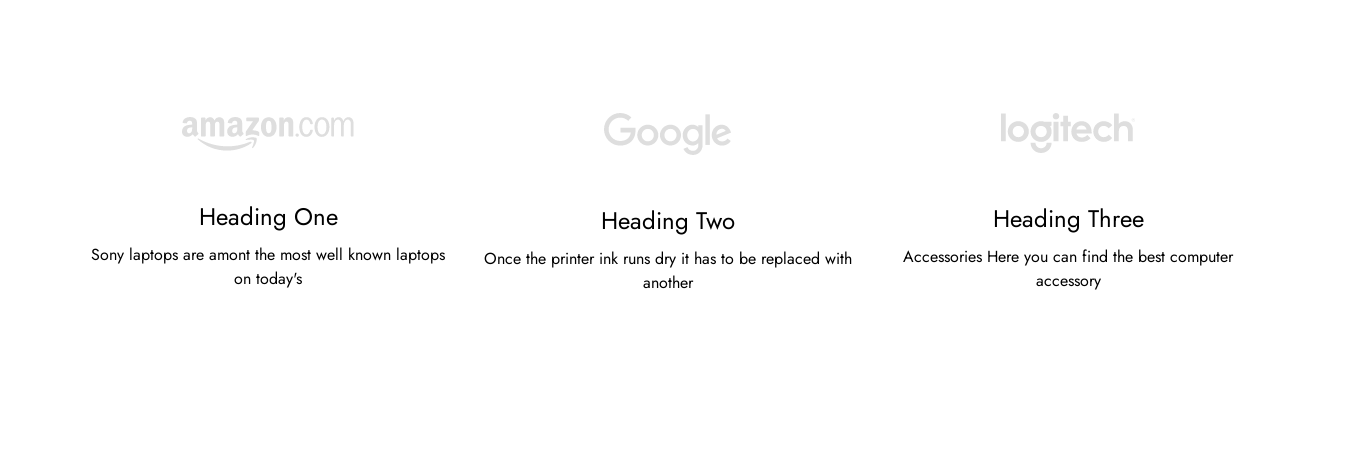 amazon.com
Google
logitech
Heading One
Heading Two
Heading Three
Sony laptops are amont the most well known laptops
on today's
Once the printer ink runs dry it has to be replaced with
another
Accessories Here you can find the best computer
accessory